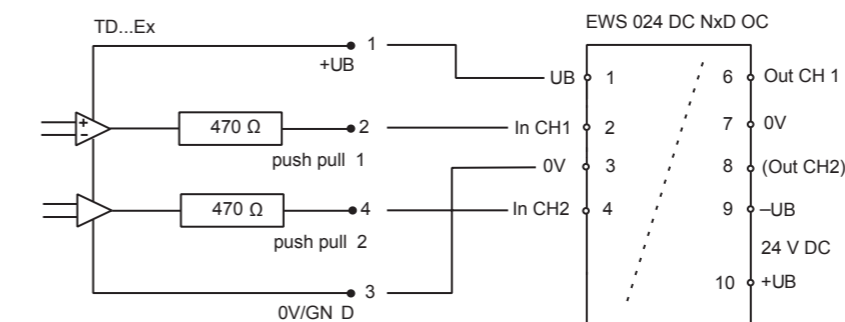 EWS 024 DC NxD OC
TD...Ex
1
+UB
UB 1 6 Out CH 1
+
-
470 Ω 2 In CH1 2 7 0V
push pull 1
0V 3 8 (Out CH2)
470 Ω 4 In CH2 4 9 –UB
push pull 2
24 V DC
10 +UB
3
0V/GN D